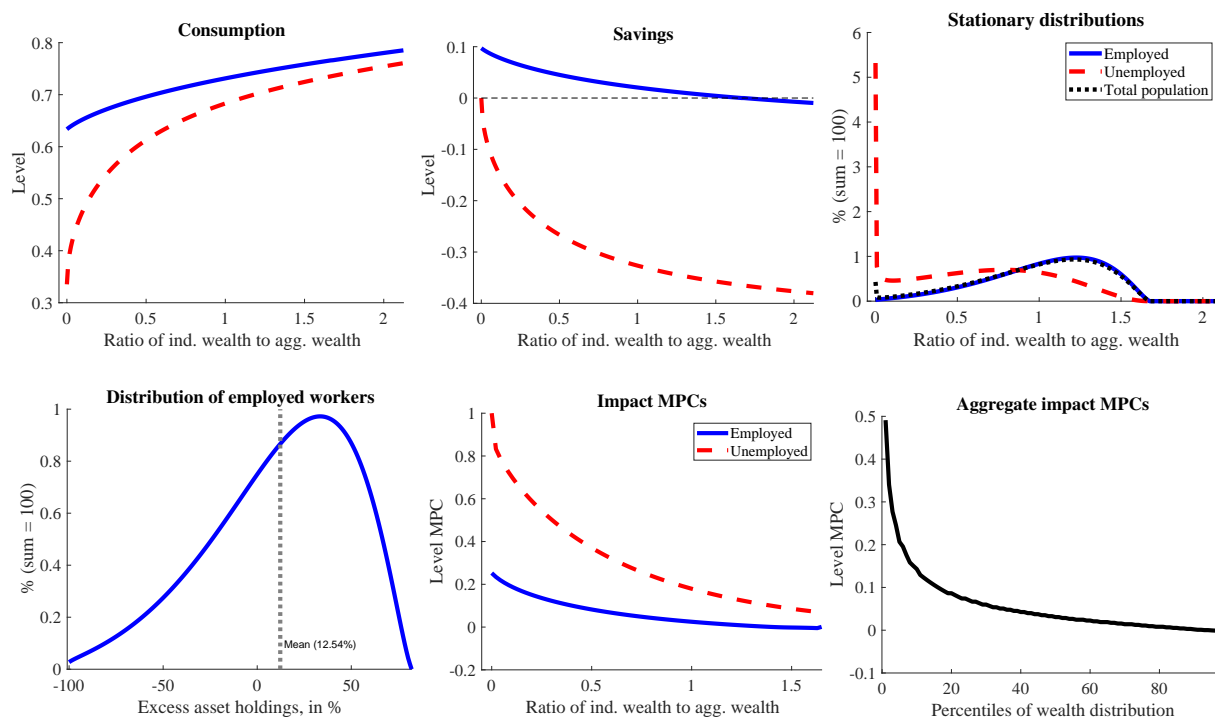 Consumption
0.8
0.7
0.6
0.5
0.4
0.3
Level
0 0.5 1 1.5 2
Ratio of ind. wealth to agg. wealth
Savings
0.1
0
-0.1
-0.2
-0.3
-0.4
Level
0 0.5 1 1.5 2
Ratio of ind. wealth to agg. wealth
Stationary distributions
6
5
4
3
2
1
0
% (sum = 100)
Employed
Unemployed
Total population
0 0.5 1 1.5 2
Ratio of ind. wealth to agg. wealth
Distribution of employed workers
1
0.8
0.6
0.4
0.2
0
% (sum = 100)
Mean (12.54%)
-100 -50 0 50
Excess asset holdings, in %
Impact MPCs
1
0.8
0.6
0.4
0.2
0
-0.2
Level MPC
Employed
Unemployed
0 0.5 1 1.5
Ratio of ind. wealth to agg. wealth
Aggregate impact MPCs
0.5
0.4
0.3
0.2
0.1
0
-0.1
Level MPC
0 20 40 60 80
Percentiles of wealth distribution